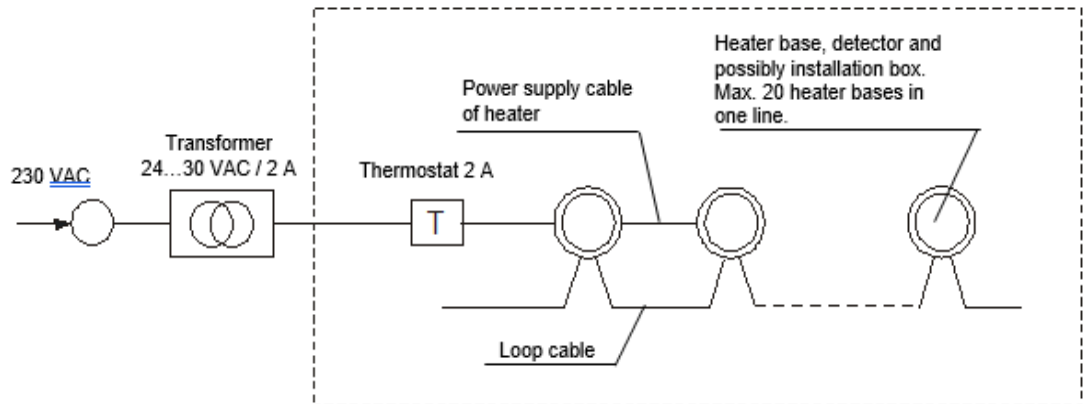 Heater base, detector and
possibly installation box.
Max. 20 heater bases in
one line.
Power supply cable
of heater
Transformer
24...30 VAC / 2 A
230 VAC
Thermostat 2 A
T
Loop cable